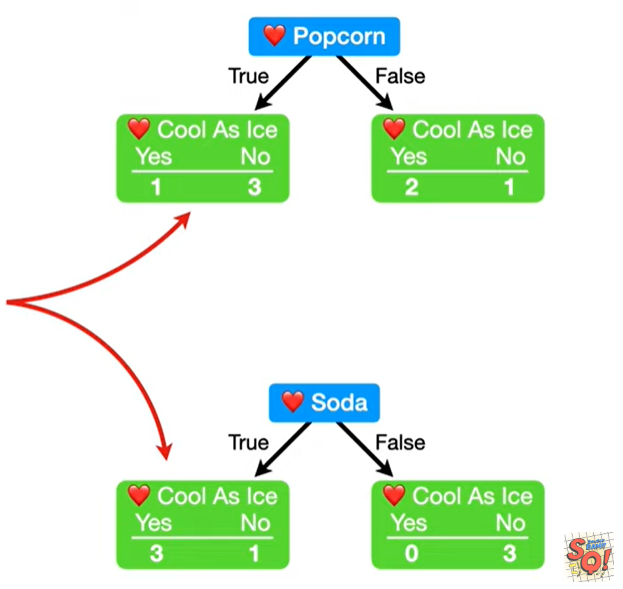 ❤️ Popcorn
True False
❤️ Cool As Ice
Yes No
1 3
❤️ Cool As Ice
Yes No
2 1
❤️ Soda
True False
❤️ Cool As Ice
Yes No
3 1
❤️ Cool As Ice
Yes No
0 3
SQ!